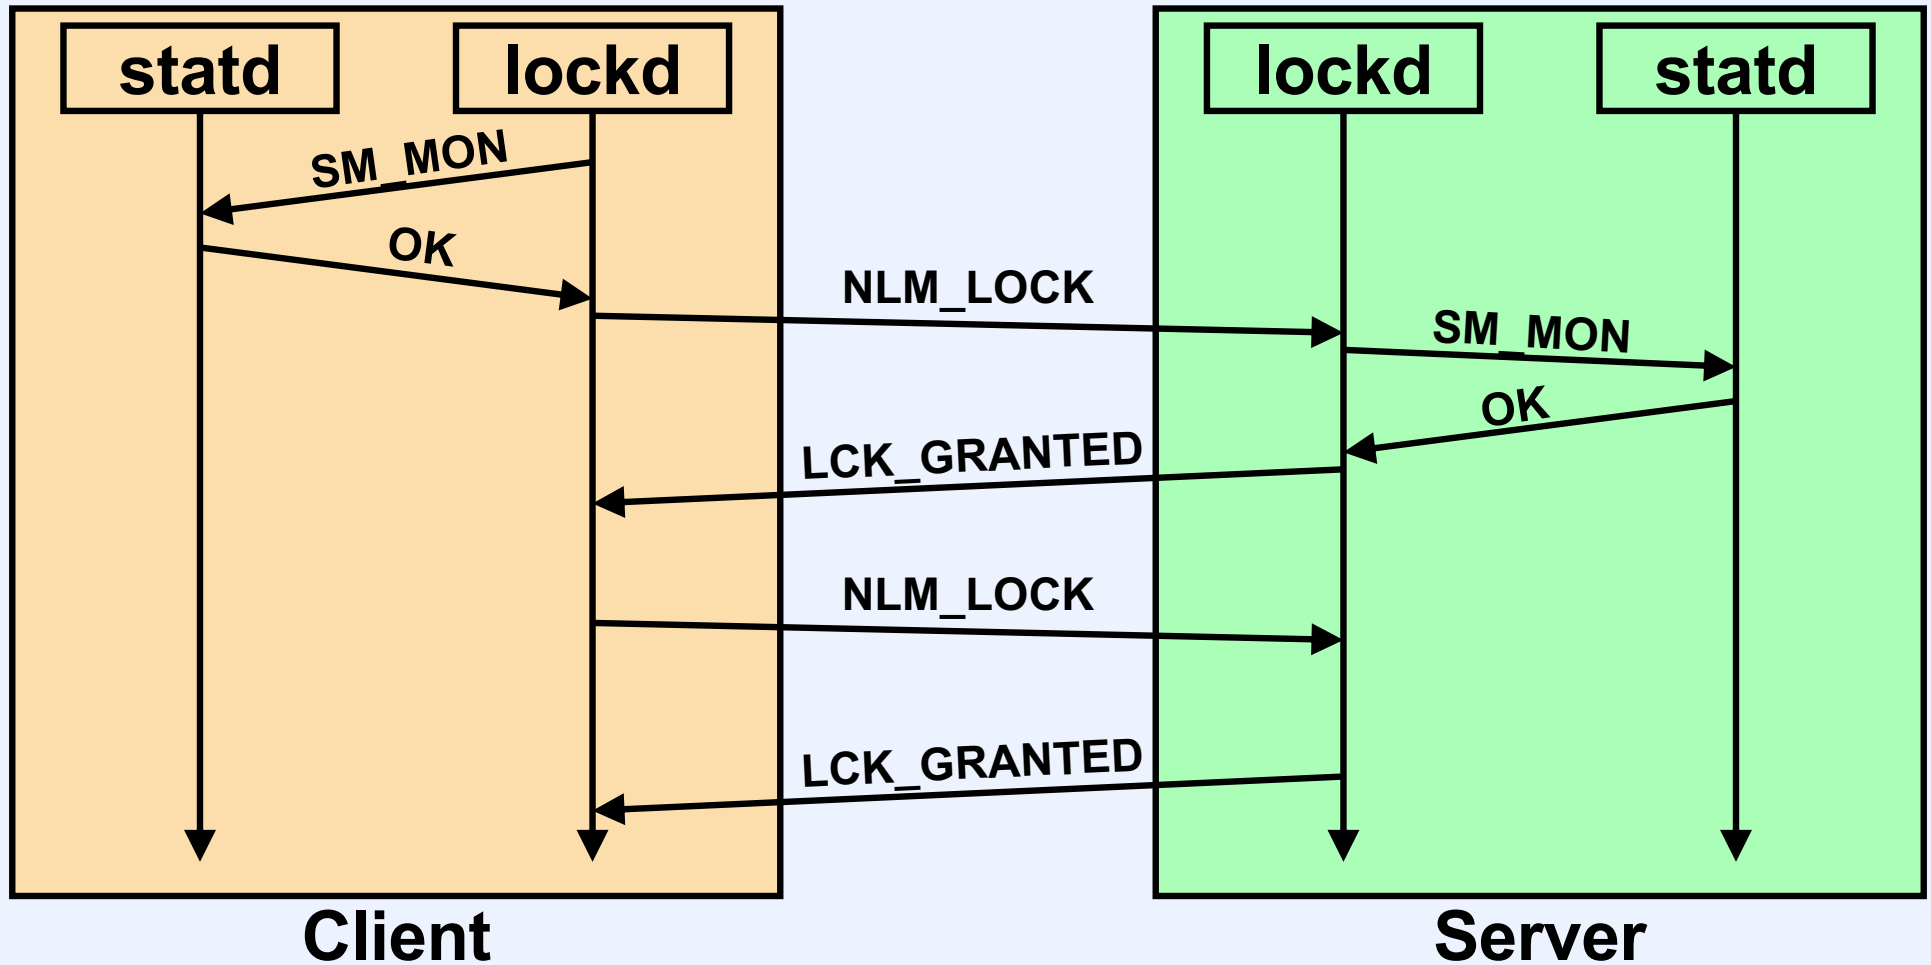 statd
lockd
lockd
statd
SM_MON
OK
NLM_LOCK
SM_MON
OK
LCK_GRANTED
NLM_LOCK
LCK_GRANTED
Client
Server